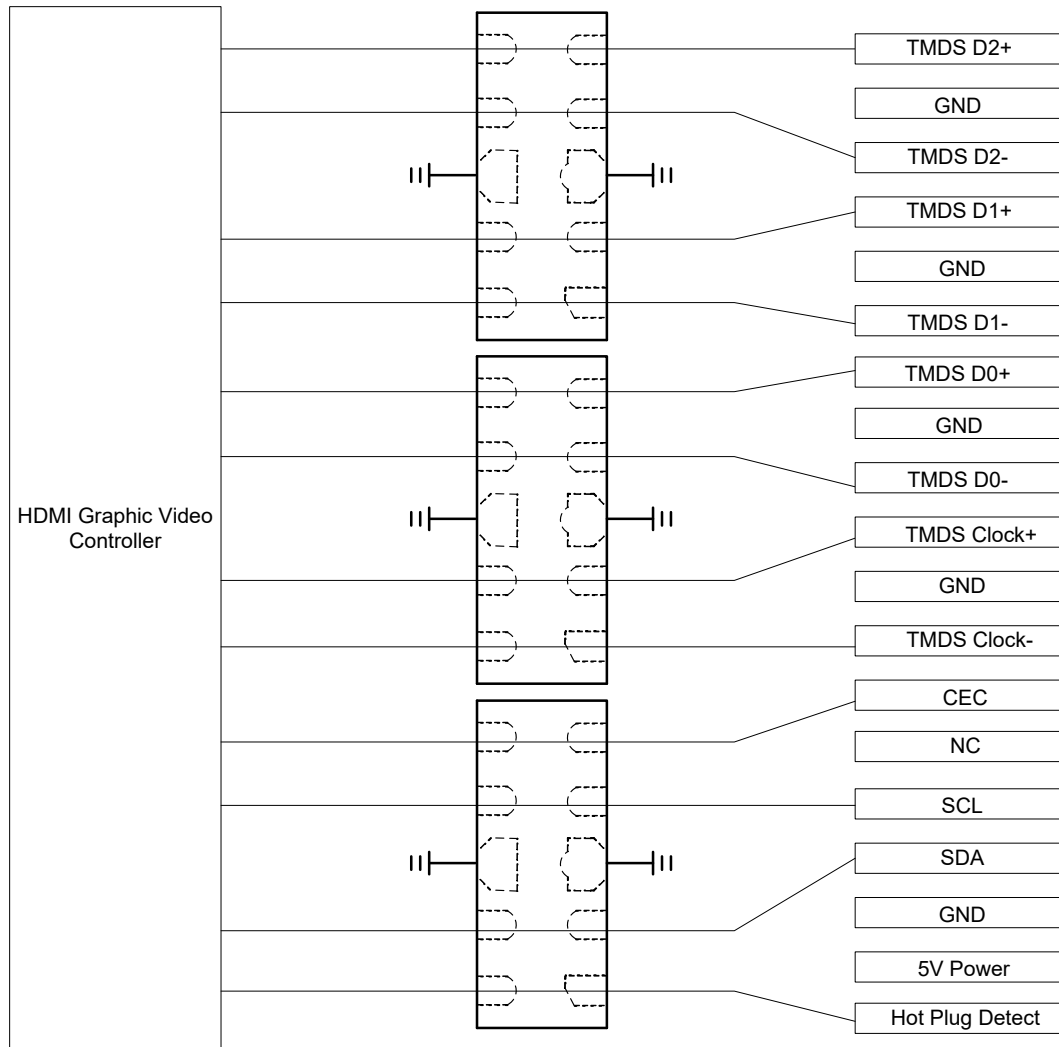 TMDS D2+
GND
TMDS D2-
TMDS D1+
GND
TMDS D1-
TMDS D0+
GND
TMDS D0-
HDMI Graphic Video
Controller
TMDS Clock+
GND
TMDS Clock-
CEC
NC
SCL
SDA
GND
5V Power
Hot Plug Detect